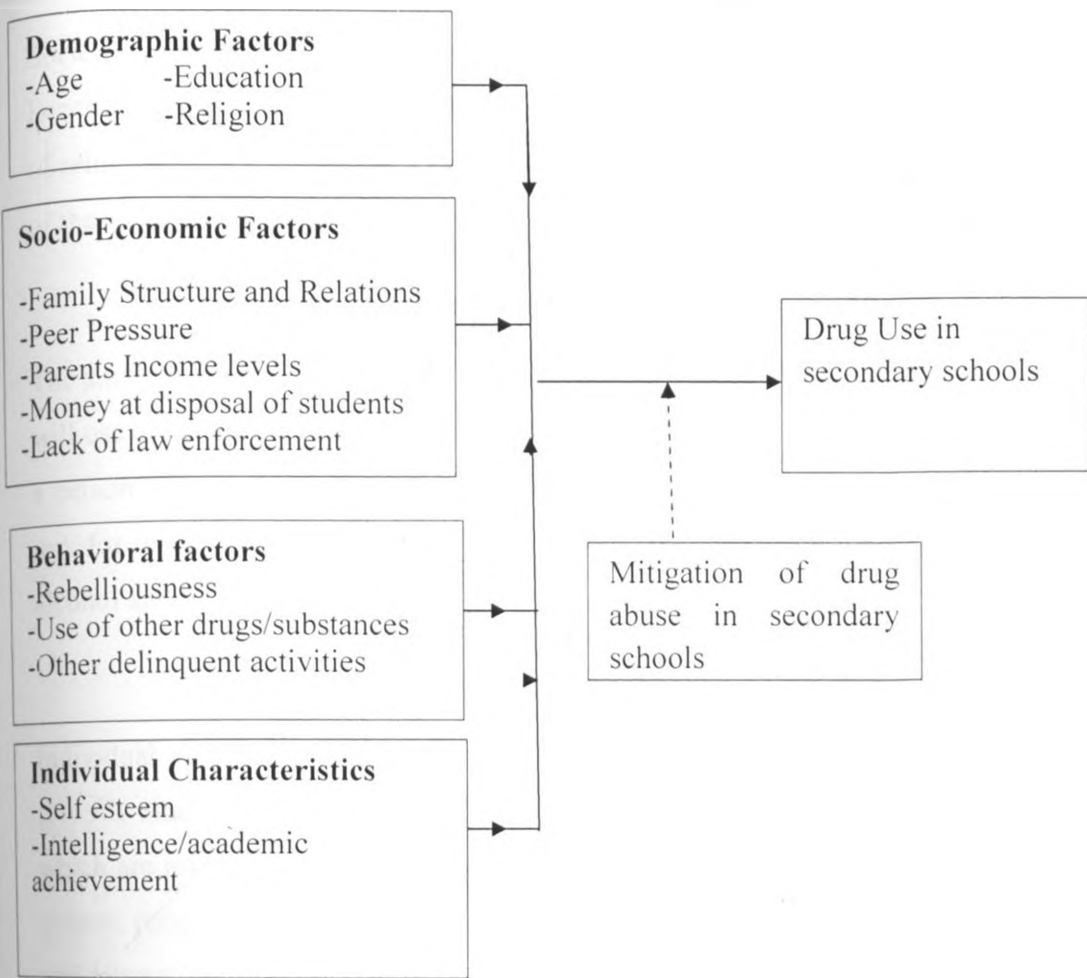 Demographic Factors
-Age -Education
-Gender -Religion
Socio-Economic Factors
-Family Structure and Relations
-Peer Pressure
-Parents Income levels
-Money at disposal of students
-Lack of law enforcement
Behavioral factors
-Rebelliousness
-Use of other drugs/substances
-Other delinquent activities
Individual Characteristics
-Self esteem
-Intelligence/academic
achievement
Drug Use in
secondary schools
Mitigation of drug
abuse in secondary
schools